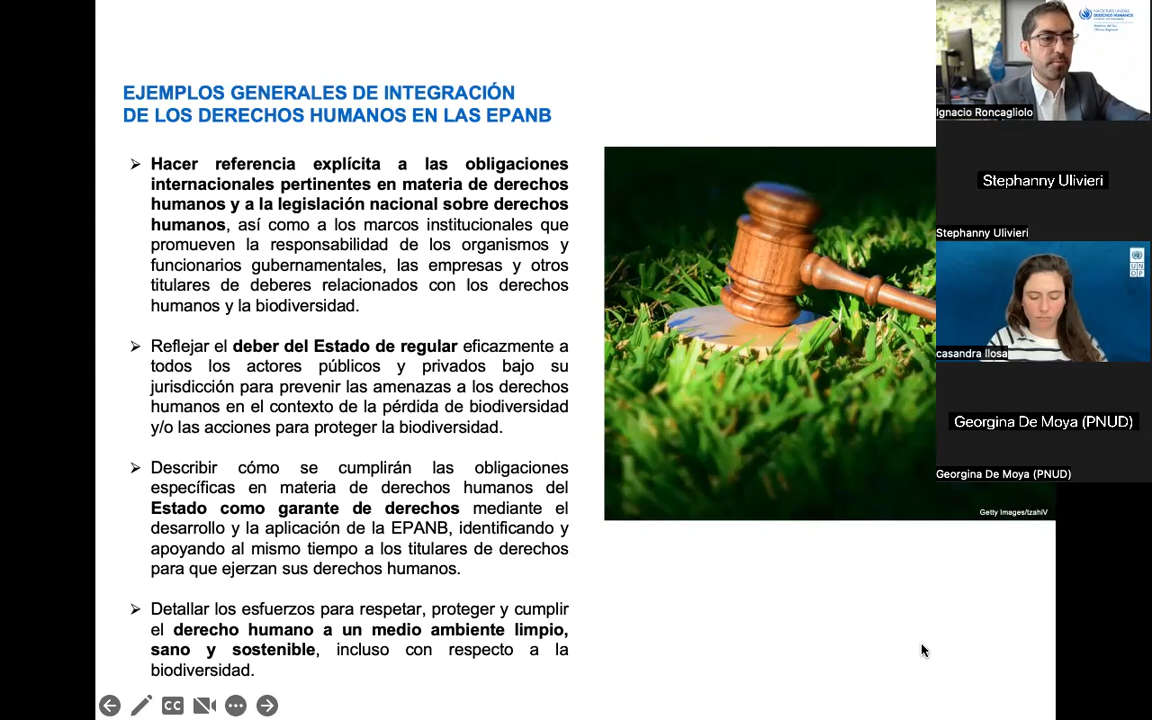 EJEMPLOS GENERALES DE INTEGRACIÓN
DE LOS DERECHOS HUMANOS EN LAS EPANB
Hacer referencia explícita a las obligaciones
internacionales pertinentes en materia de derechos
humanos y a la legislación nacional sobre derechos
humanos, así como a los marcos institucionales que
promueven la responsabilidad de los organismos y
funcionarios gubernamentales, las empresas y otros
titulares de deberes relacionados con los derechos
humanos y la biodiversidad.
Reflejar el deber del Estado de regular eficazmente a
todos los actores públicos y privados bajo su
jurisdicción para prevenir las amenazas a los derechos
humanos en el contexto de la pérdida de biodiversidad
y/o las acciones para proteger la biodiversidad.
Describir cómo se cumplirán las obligaciones
específicas en materia de derechos humanos del
Estado como garante de derechos mediante el
desarrollo y la aplicación de la EPANB, identificando y
apoyando al mismo tiempo a los titulares de derechos
para que ejerzan sus derechos humanos.
Detallar los esfuerzos para respetar, proteger y cumplir
el derecho humano a un medio ambiente limpio,
sano y sostenible, incluso con respecto a la
biodiversidad.
Getty Images/tzahiV
NACIONES UNIDAS
DERECHOS HUMANOS
Ignacio Roncagliolo
Stephanny Ulivieri
Stephanny Ulivieri
UN
DP
casandra llosa
Georgina De Moya (PNUD)
Georgina De Moya (PNUD)
CC